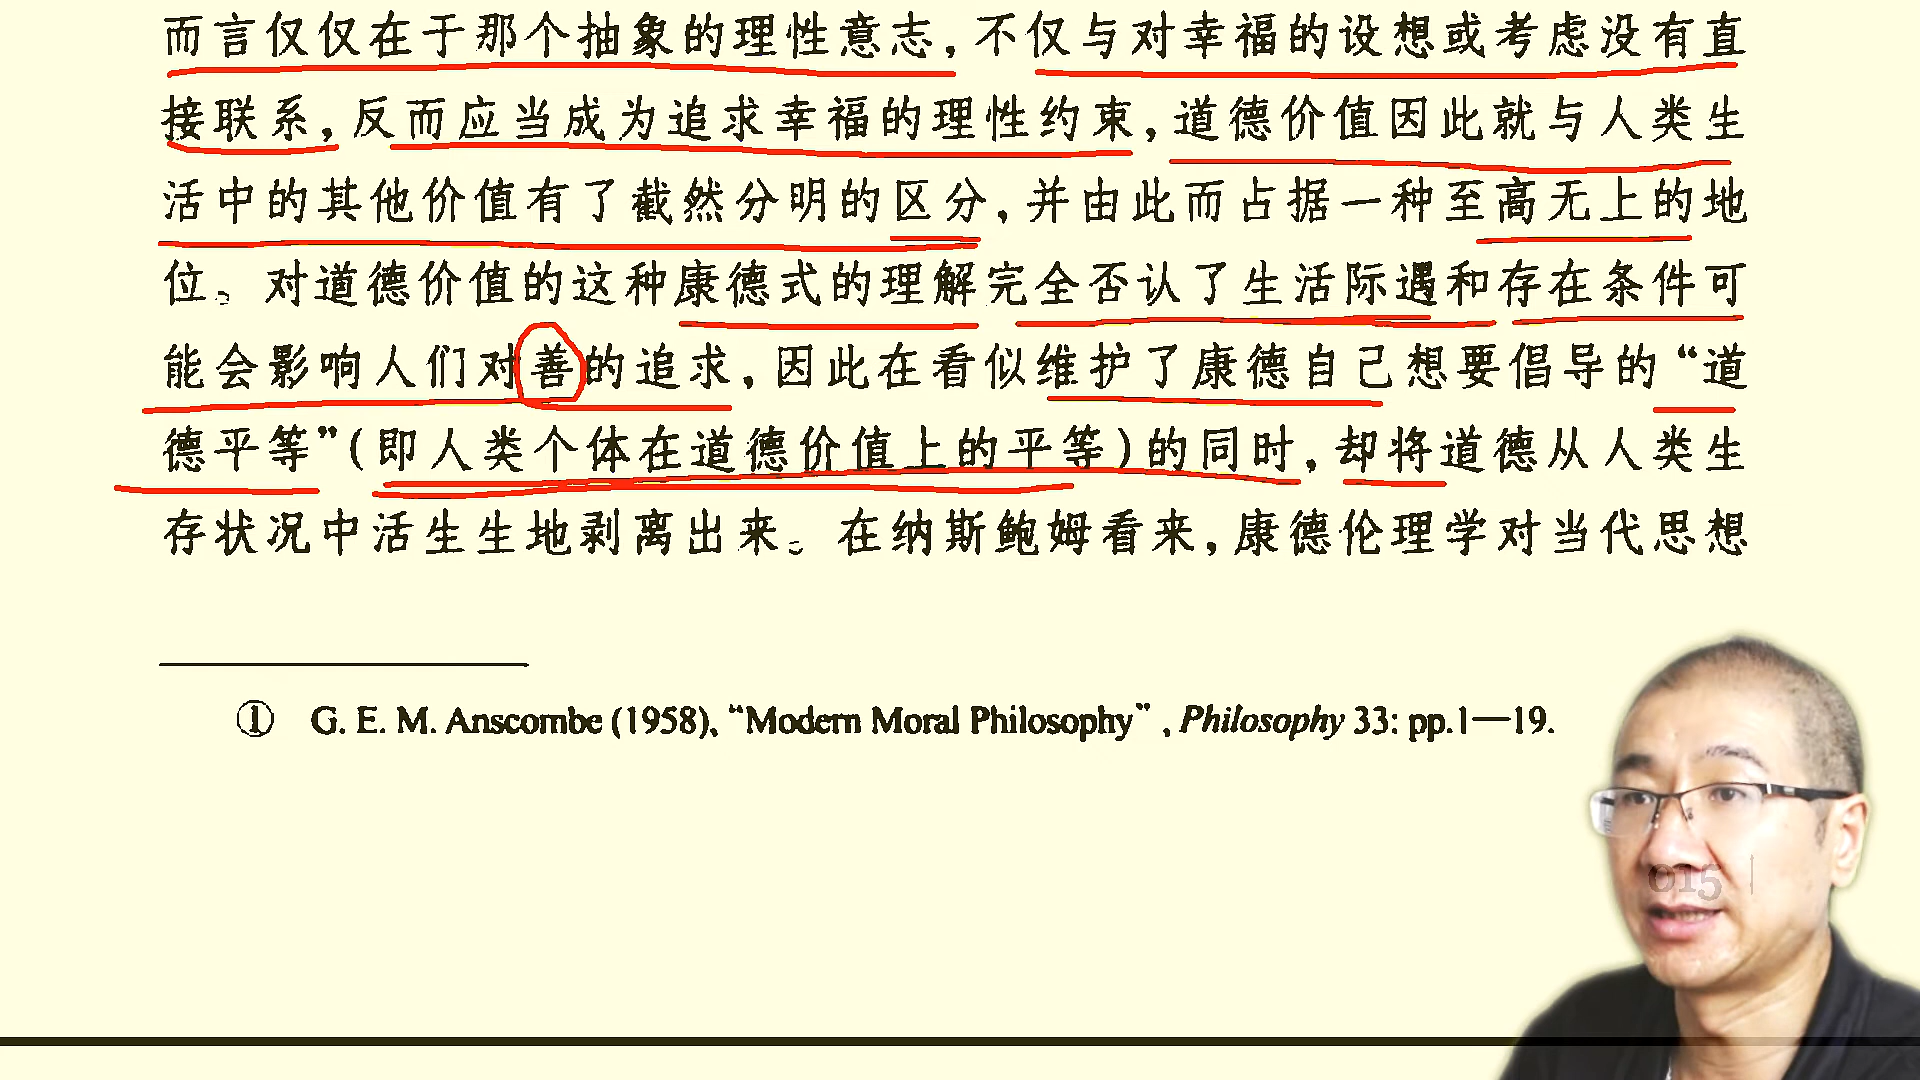 而言仅仅在于那个抽象的理性意志，不仅与对幸福的设想或考虑没有直
接联系，反而应当成为追求幸福的理性约束，道德价值因此就与人类生
活中的其他价值有了截然分明的区分，并由此而占据一种至高无上的地
位。对道德价值的这种康德式的理解完全否认了生活际遇和存在条件可
能会影响人们对善的追求，因此在看似维护了康德自己想要倡导的“道
德平等”(即人类个体在道德价值上的平等)的同时，却将道德从人类生
存状况中活生生地剥离出来。在纳斯鲍姆看来，康德伦理学对当代思想
① G. E. M. Anscombe (1958), “Modern Moral Philosophy” , Philosophy 33: pp.1—19.
015